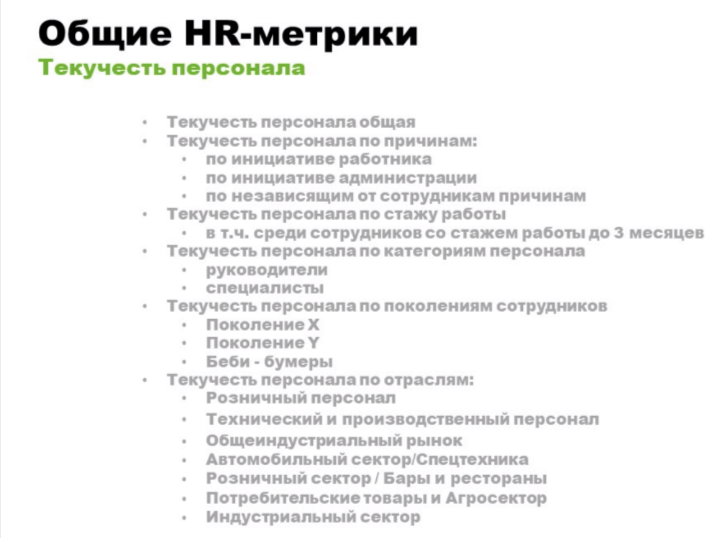 Общие HR-метрики
Текучесть персонала
• Текучесть персонала общая
• Текучесть персонала по причинам:
• по инициативе работника
• по инициативе администрации
• по независящим от сотрудникам причинам
• Текучесть персонала по стажу работы
• в т.ч. среди сотрудников со стажем работы до 3 месяцев
• Текучесть персонала по категориям персонала
• руководители
• специалисты
• Текучесть персонала по поколениям сотрудников
• Поколение X
• Поколение Y
• Беби - бумеры
• Текучесть персонала по отраслям:
• Розничный персонал
• Технический и производственный персонал
• Общеиндустриальный рынок
• Автомобильный сектор/Спецтехника
• Розничный сектор / Бары и рестораны
• Потребительские товары и Агросектор
• Индустриальный сектор